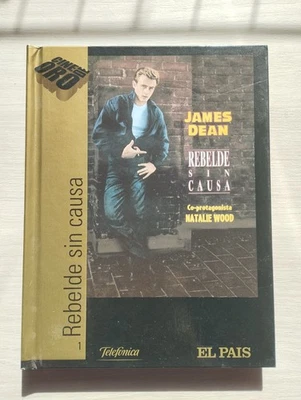 CINE DE
ORO
JAMES
DEAN
REBELDE
SIN
CAUSA
Co-protagonista
NATALIE WOOD
1 Rebelde sin causa
Telefónica
EL PAIS